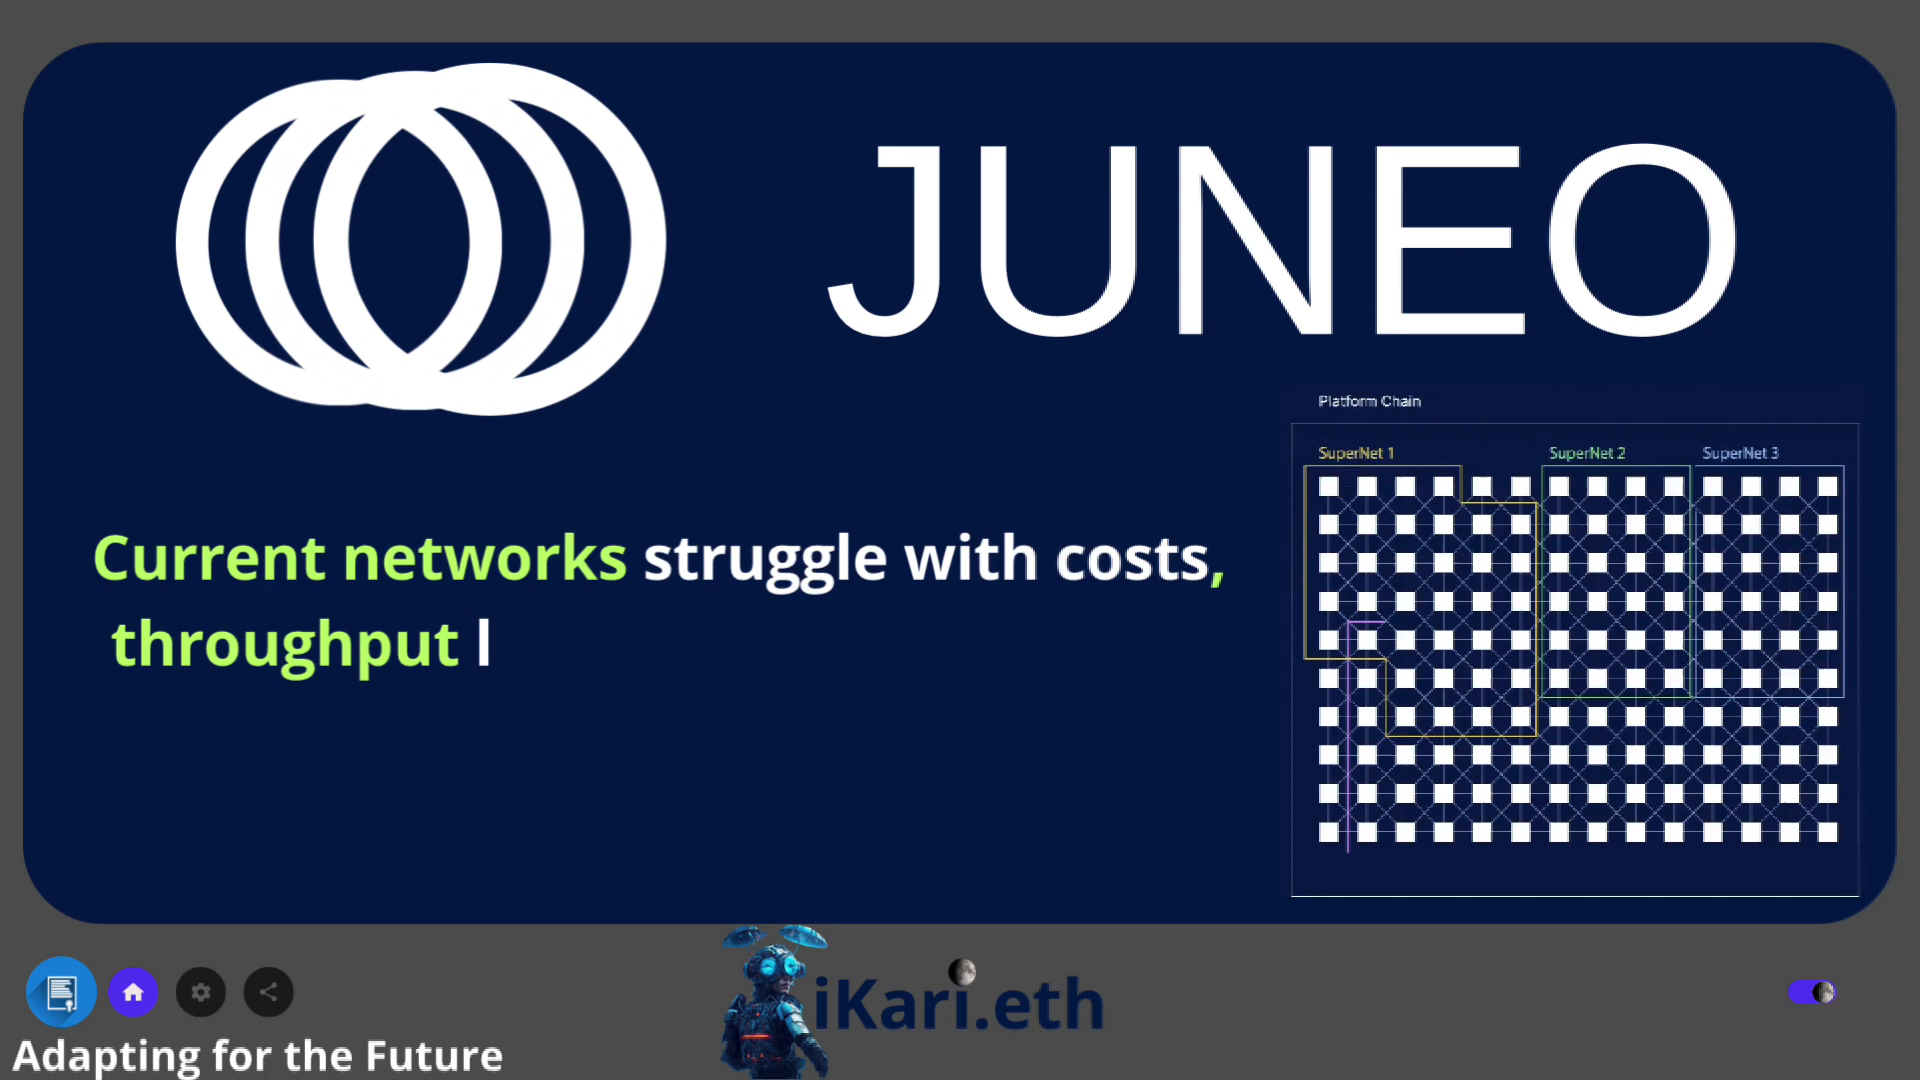 JUNEO
Platform Chain
SuperNet 1
SuperNet 2
SuperNet 3
Current networks struggle with costs,
throughput l
iKari.eth
Adapting for the Future